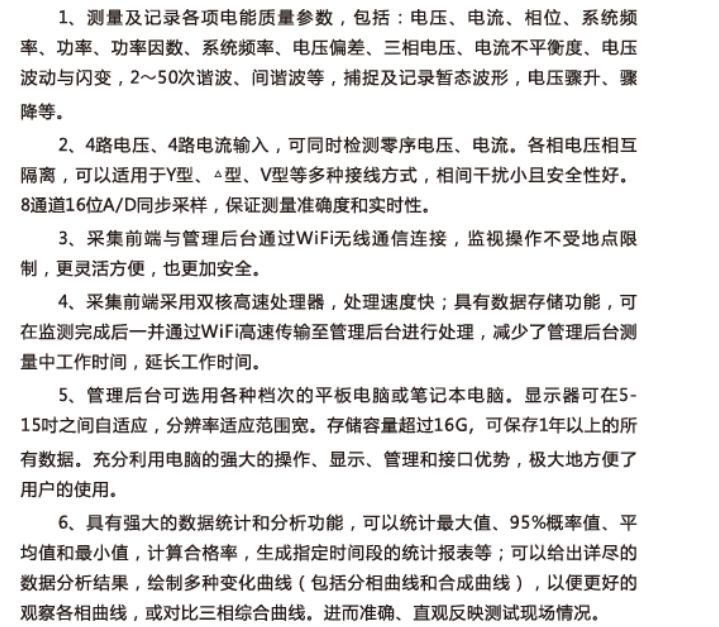 1、测量及记录各项电能质量参数，包括：电压、电流、相位、系统频
率、功率、功率因数、系统频率、电压偏差、三相电压、电流不平衡度、电压
波动与闪变，2～50次谐波、间谐波等，捕捉及记录暂态波形，电压骤升、骤
降等。
2、4路电压、4路电流输入，可同时检测零序电压、电流。各相电压相互
隔离，可以适用于Y型、△型、V型等多种接线方式，相间干扰小且安全性好。
8通道16位A/D同步采样，保证测量准确度和实时性。
3、采集前端与管理后台通过WiFi无线通信连接，监视操作不受地点限
制，更灵活方便，也更加安全。
4、采集前端采用双核高速处理器，处理速度快；具有数据存储功能，可
在监测完成后一并通过WiFi高速传输至管理后台进行处理，减少了管理后台测
量中工作时间，延长工作时间。
5、管理后台可选用各种档次的平板电脑或笔记本电脑。显示器可在5-
15吋之间自适应，分辨率适应范围宽。存储容量超过16G，可保存1年以上的所
有数据。充分利用电脑的强大的操作、显示、管理和接口优势，极大地方便了
用户的使用。
6、具有强大的数据统计和分析功能，可以统计最大值、95%概率值、平
均值和最小值，计算合格率，生成指定时间段的统计报表等；可以给出详尽的
数据分析结果，绘制多种变化曲线（包括分相曲线和合成曲线），以便更好的
观察各相曲线，或对比三相综合曲线。进而准确、直观反映测试现场情况。